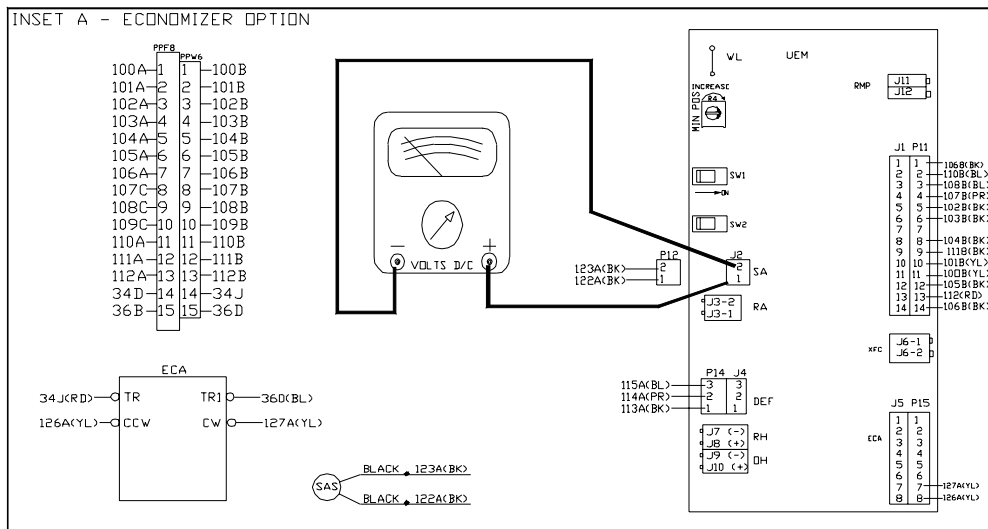 INSET A - ECONOMIZER OPTION
PPF8
PPW6
100A 1 1 100B
101A 2 2 101B
102A 3 3 102B
103A 4 4 103B
104A 5 5 104B
105A 6 6 105B
106A 7 7 106B
107C 8 8 107B
108C 9 9 108B
109C 10 10 109B
110A 11 11 110B
111A 12 12 111B
112A 13 13 112B
34D 14 14 34J
36B 15 15 36D
- +
VOLTS D/C
WL
UEM
INCREASE
R4
MIN POS
SW1
ON
SW2
RMP
J11
J12
P12
J2
123A(BK) 2 2
122A(BK) 1 1
SA
J3-2
J3-1
RA
J1 P11
1 1 106B(BK)
2 2 110B(BL)
3 3 108B(BL)
4 4 107B(PR)
5 5 102B(BK)
6 6 103B(BK)
7 7
8 8 104B(BK)
9 9 111B(BK)
10 10 101B(YL)
11 11 100B(YL)
12 12 105B(BK)
13 13 112(RD)
14 14 106B(BK)
XFC
J6-1
J6-2
P14 J4
115A(BL) 3 3
114A(PR) 2 2
113A(BK) 1 1
DEF
J7 (-)
J8 (+)
RH
J9 (-)
J10 (+)
OH
J5 P15
ECA
1 1
2 2
3 3
4 4
5 5
6 6
7 7 127A(YL)
8 8 126A(YL)
ECA
34J(RD) TR TR1 36D(BL)
126A(YL) CCW CW 127A(YL)
SAS
BLACK 123A(BK)
BLACK 122A(BK)